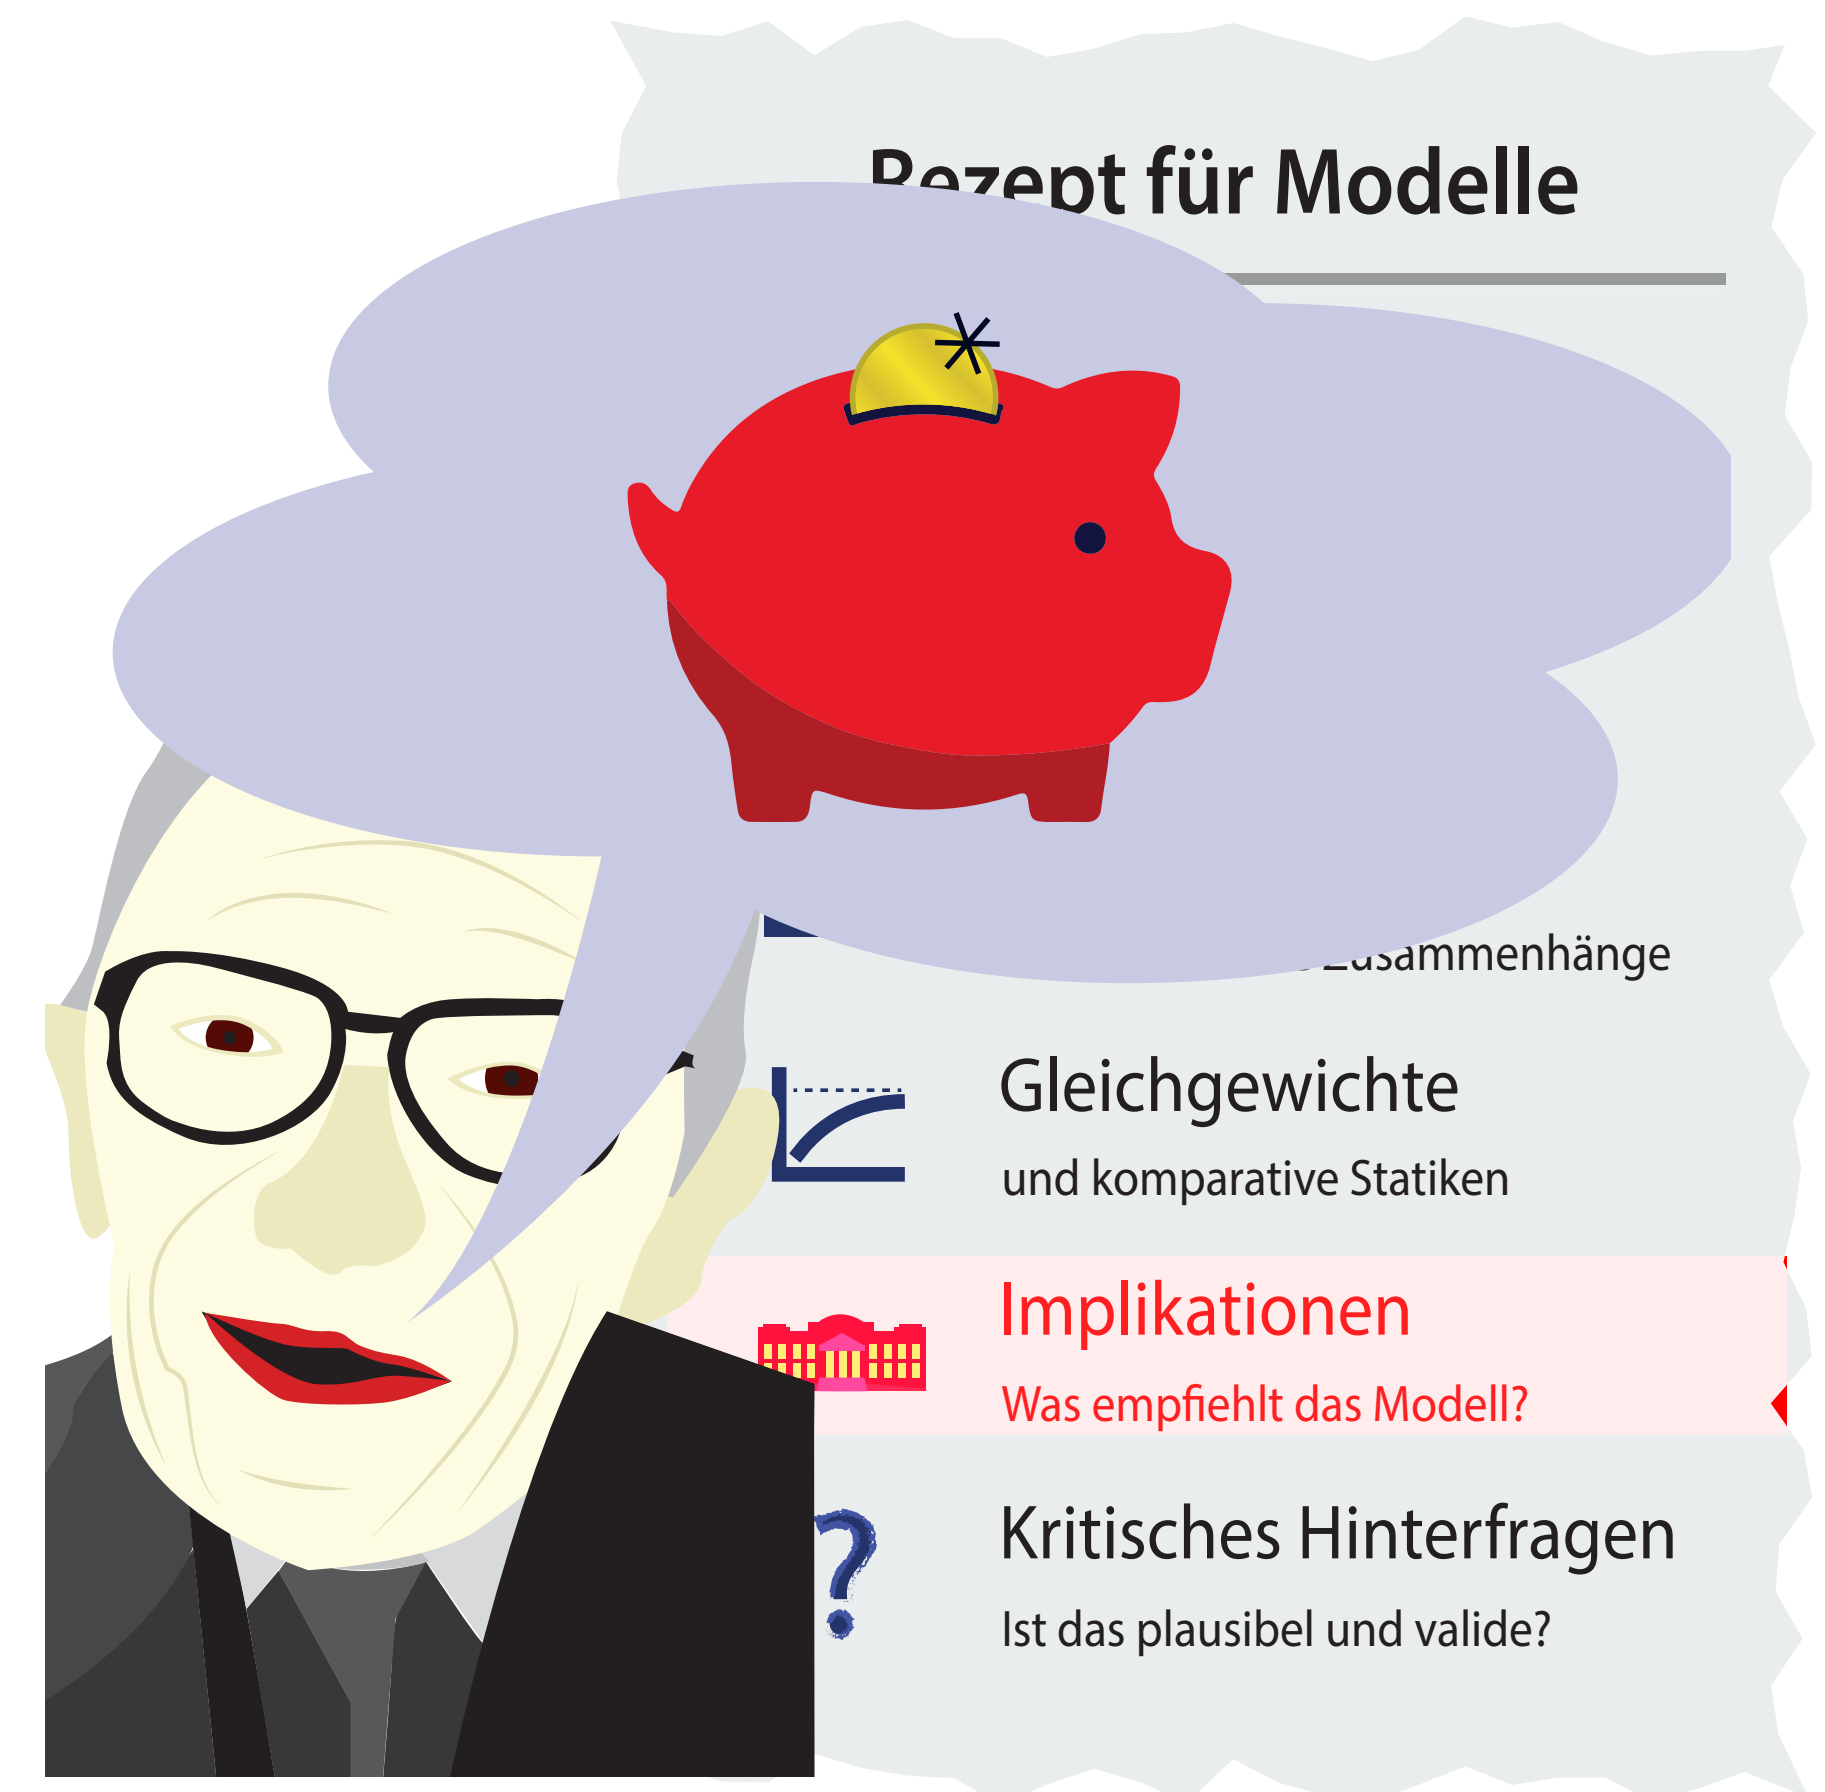 Rezept für Modelle
Zusammenhänge
Gleichgewichte
und komparative Statiken
Implikationen
Was empfiehlt das Modell?
Kritisches Hinterfragen
Ist das plausibel und valide?